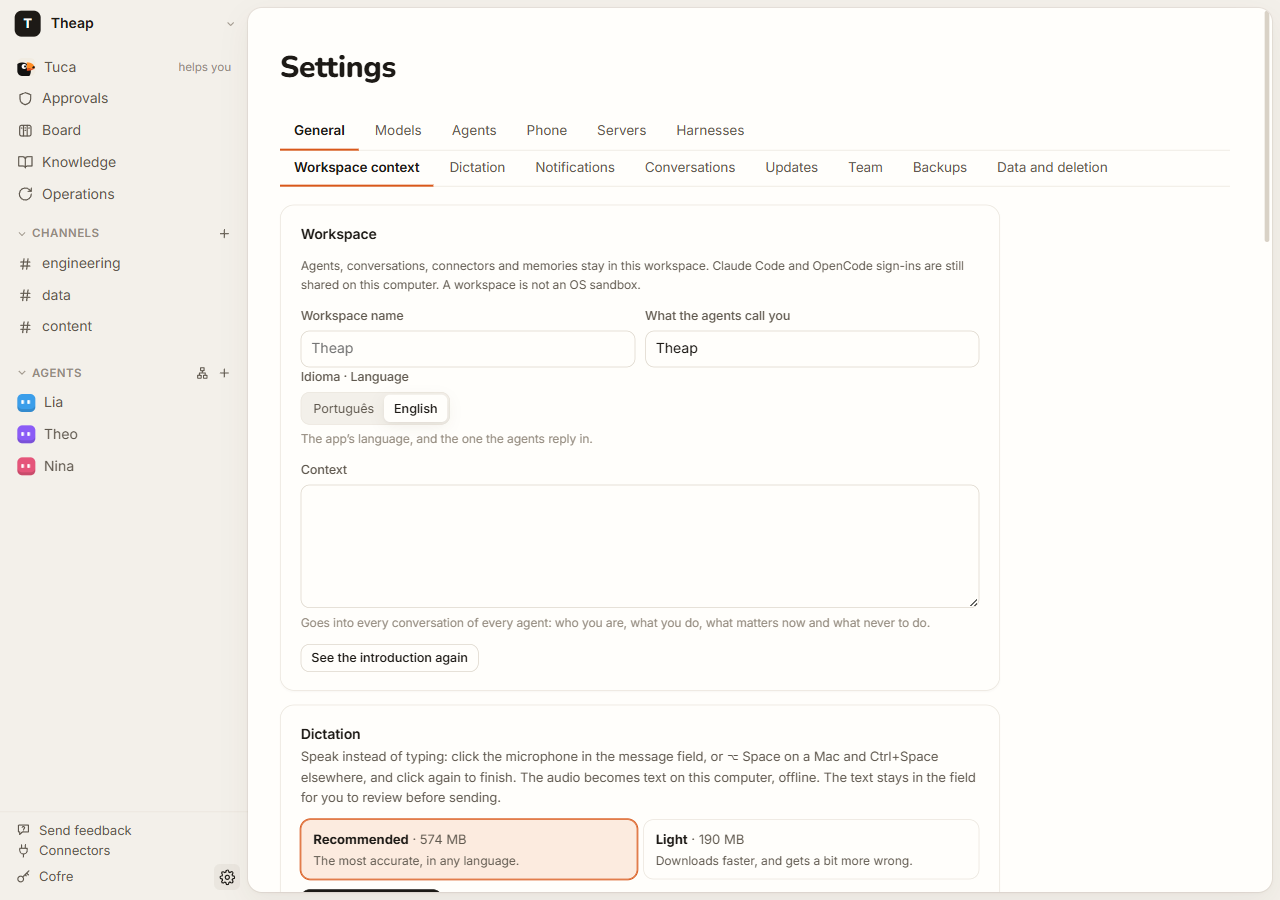 T Theap
Tuca helps you
Approvals
Board
Knowledge
Operations
CHANNELS
# engineering
# data
# content
AGENTS
Lia
Theo
Nina
Send feedback
Connectors
Cofre
Settings
General Models Agents Phone Servers Harnesses
Workspace context Dictation Notifications Conversations Updates Team Backups Data and deletion
Workspace
Agents, conversations, connectors and memories stay in this workspace. Claude Code and OpenCode sign-ins are still
shared on this computer. A workspace is not an OS sandbox.
Workspace name What the agents call you
Theap Theap
Idioma · Language
Português English
The app’s language, and the one the agents reply in.
Context
Goes into every conversation of every agent: who you are, what you do, what matters now and what never to do.
See the introduction again
Dictation
Speak instead of typing: click the microphone in the message field, or ⌥ Space on a Mac and Ctrl+Space
elsewhere, and click again to finish. The audio becomes text on this computer, offline. The text stays in the field
for you to review before sending.
Recommended · 574 MB Light · 190 MB
The most accurate, in any language. Downloads faster, and gets a bit more wrong.